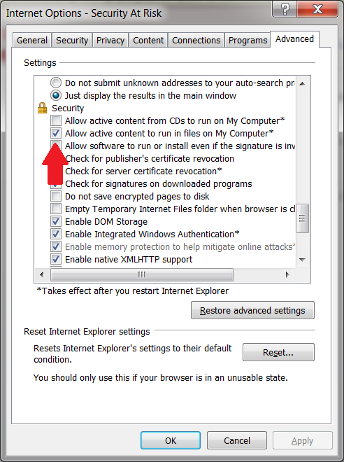 Internet Options - Security At Risk
General Security Privacy Content Connections Programs Advanced
Settings
Do not submit unknown addresses to your auto-search pr
Just display the results in the main window
Security
Allow active content from CDs to run on My Computer*
Allow active content to run in files on My Computer*
Allow software to run or install even if the signature is inv
Check for publisher's certificate revocation
Check for server certificate revocation*
Check for signatures on downloaded programs
Do not save encrypted pages to disk
Empty Temporary Internet Files folder when browser is cl
Enable DOM Storage
Enable Integrated Windows Authentication*
Enable memory protection to help mitigate online attacks*
Enable native XMLHTTP support
*Takes effect after you restart Internet Explorer
Restore advanced settings
Reset Internet Explorer settings
Resets Internet Explorer's settings to their default
condition.
Reset...
You should only use this if your browser is in an unusable state.
OK Cancel Apply